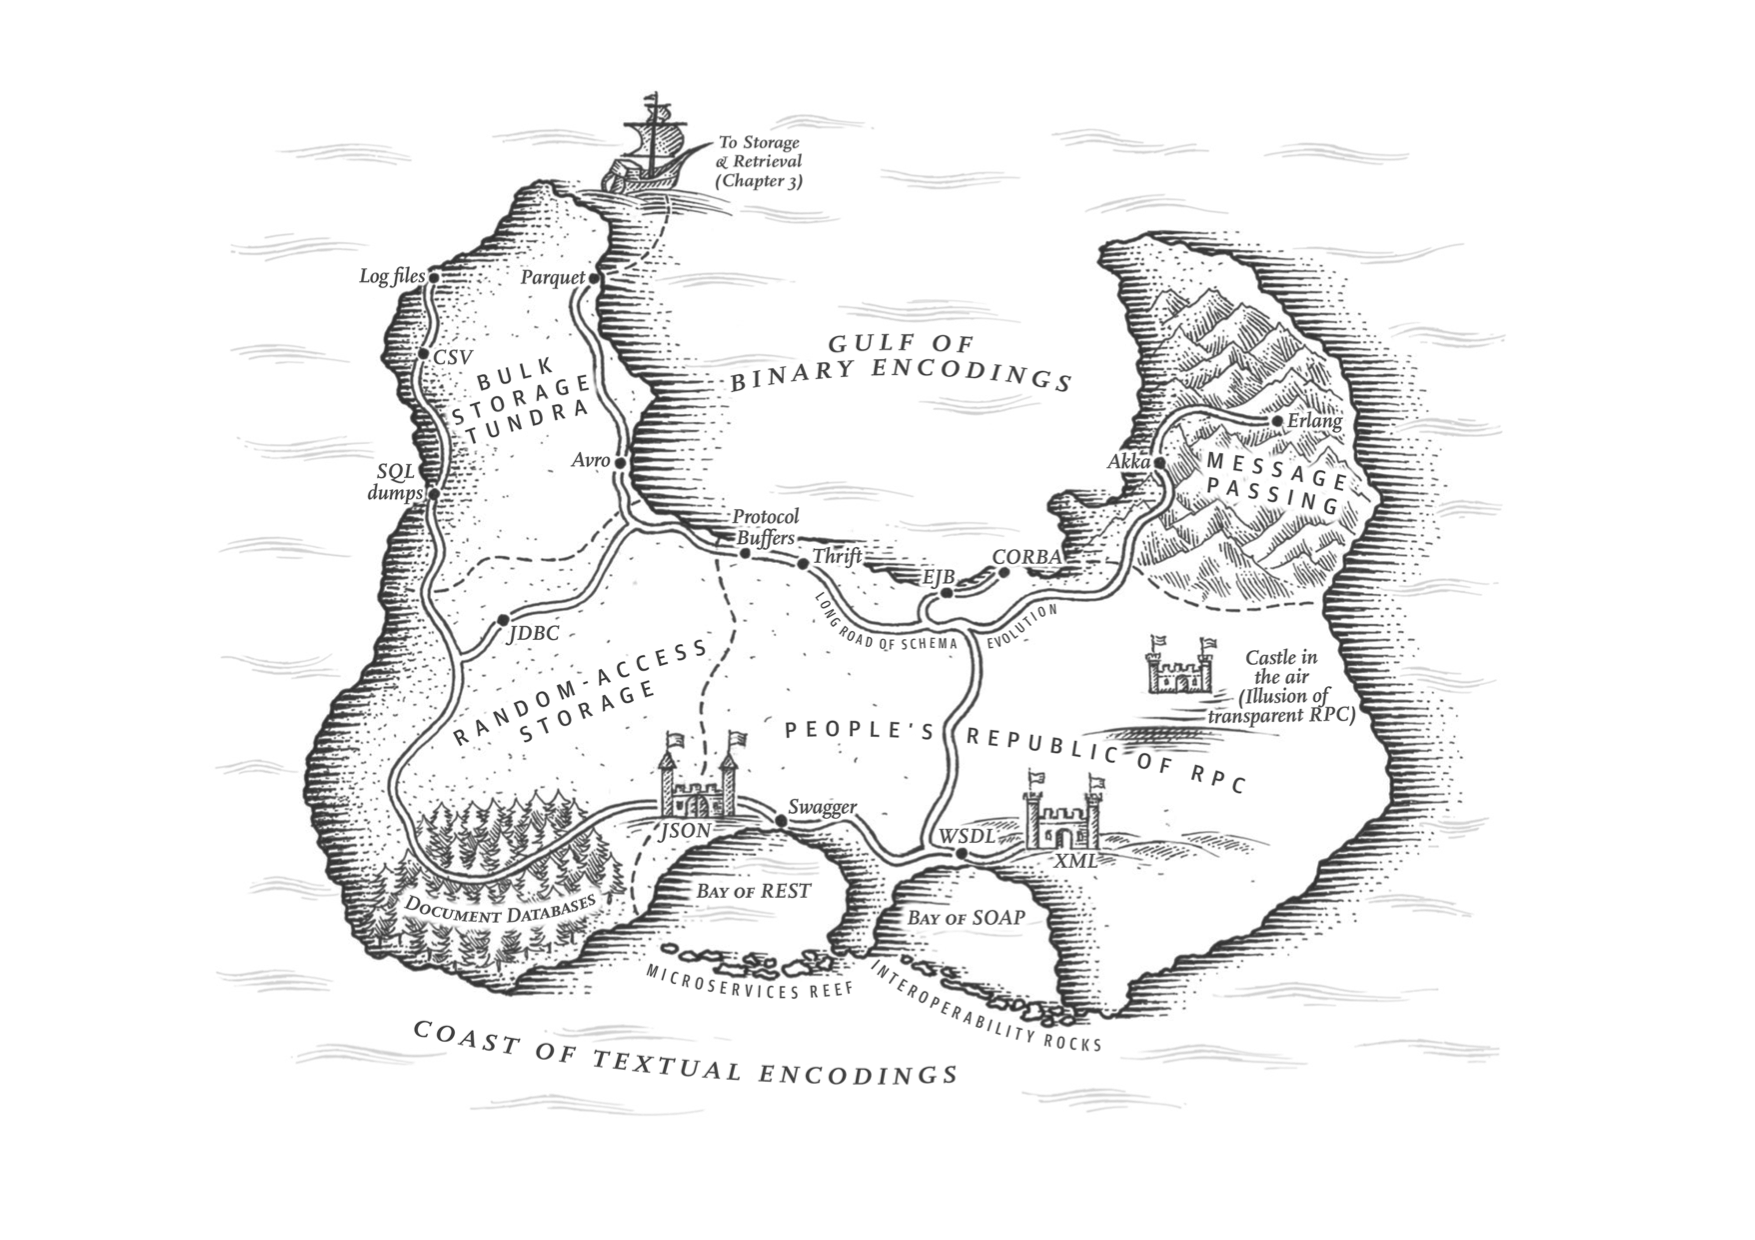 To Storage
& Retrieval
(Chapter 3)
Log files
Parquet
CSV
BULK
STORAGE
TUNDRA
GULF OF
BINARY ENCODINGS
Avro
SQL
dumps
Erlang
Akka
MESSAGE
PASSING
Protocol
Buffers
Thrift
EJB
CORBA
LONG ROAD OF SCHEMA EVOLUTION
JDBC
RANDOM-ACCESS
STORAGE
Castle in
the air
(Illusion of
transparent RPC)
PEOPLE'S REPUBLIC OF RPC
JSON
Swagger
WSDL
XML
DOCUMENT DATABASES
BAY OF REST
BAY OF SOAP
MICROSERVICES REEF
INTEROPERABILITY ROCKS
COAST OF TEXTUAL ENCODINGS